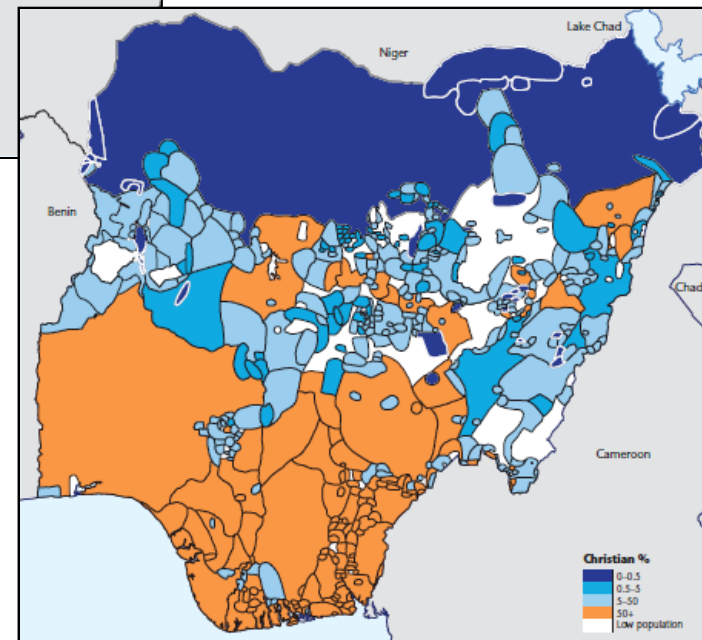 Lake Chad
Niger
Benin
Chad
Cameroon
Christian %
0–0.5
0.5–5
5–50
50+
Low population